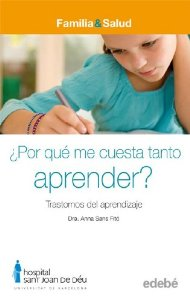 Familia&Salud
¿Por qué me cuesta tanto
aprender?
Trastornos del aprendizaje
Dra. Anna Sans Fitó
hospital
SANT JOAN DE DÉU
UNIVERSITAT DE BARCELONA
edebé